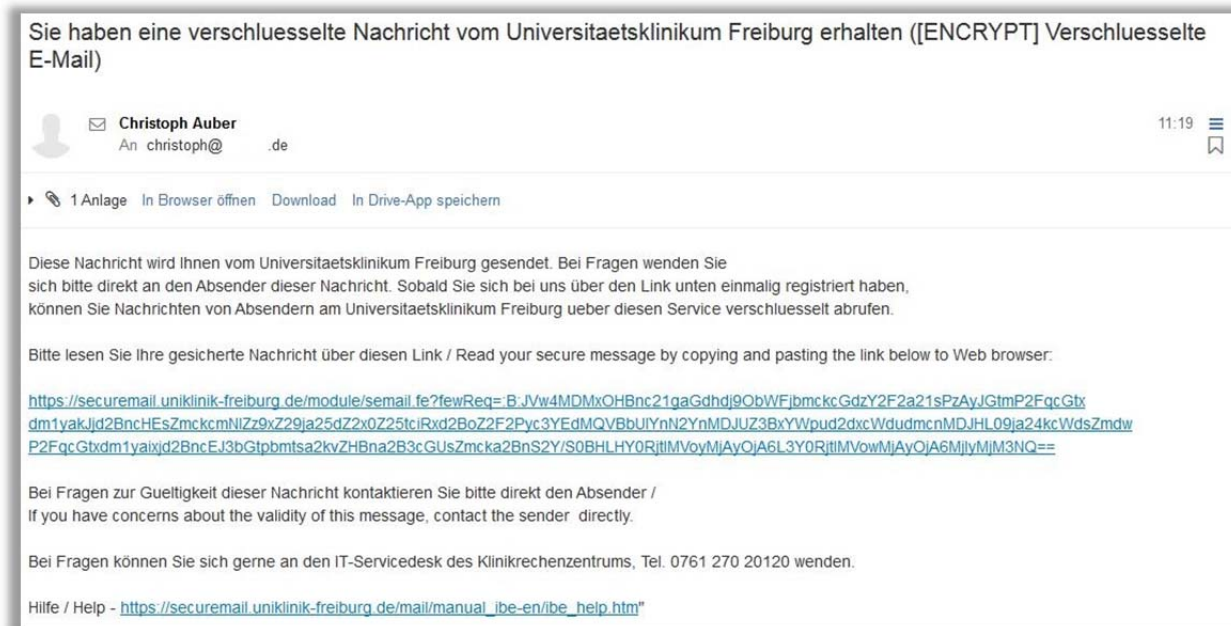 Sie haben eine verschluesselte Nachricht vom Universitaetsklinikum Freiburg erhalten ([ENCRYPT] Verschluesselte
E-Mail)
Christoph Auber
11:19
An christoph@ .de
1 Anlage In Browser öffnen Download In Drive-App speichern
Diese Nachricht wird Ihnen vom Universitaetsklinikum Freiburg gesendet. Bei Fragen wenden Sie
sich bitte direkt an den Absender dieser Nachricht. Sobald Sie sich bei uns über den Link unten einmalig registriert haben,
können Sie Nachrichten von Absendern am Universitaetsklinikum Freiburg ueber diesen Service verschluesselt abrufen.
Bitte lesen Sie Ihre gesicherte Nachricht über diesen Link / Read your secure message by copying and pasting the link below to Web browser:
https://securemail.uniklinik-freiburg.de/module/semail.fe?fewReq=:B:
Bei Fragen zur Gueltigkeit dieser Nachricht kontaktieren Sie bitte direkt den Absender /
If you have concerns about the validity of this message, contact the sender directly.
Bei Fragen können Sie sich gerne an den IT-Servicedesk des Klinikrechenzentrums, Tel. 0761 270 20120 wenden.
Hilfe / Help - https://securemail.uniklinik-freiburg.de/mail/manual_ibe-en/ibe_help.htm"